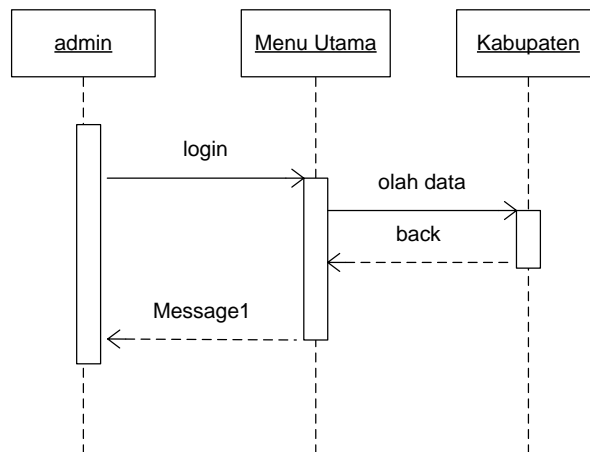 admin
Menu Utama
Kabupaten
login
olah data
back
Message1